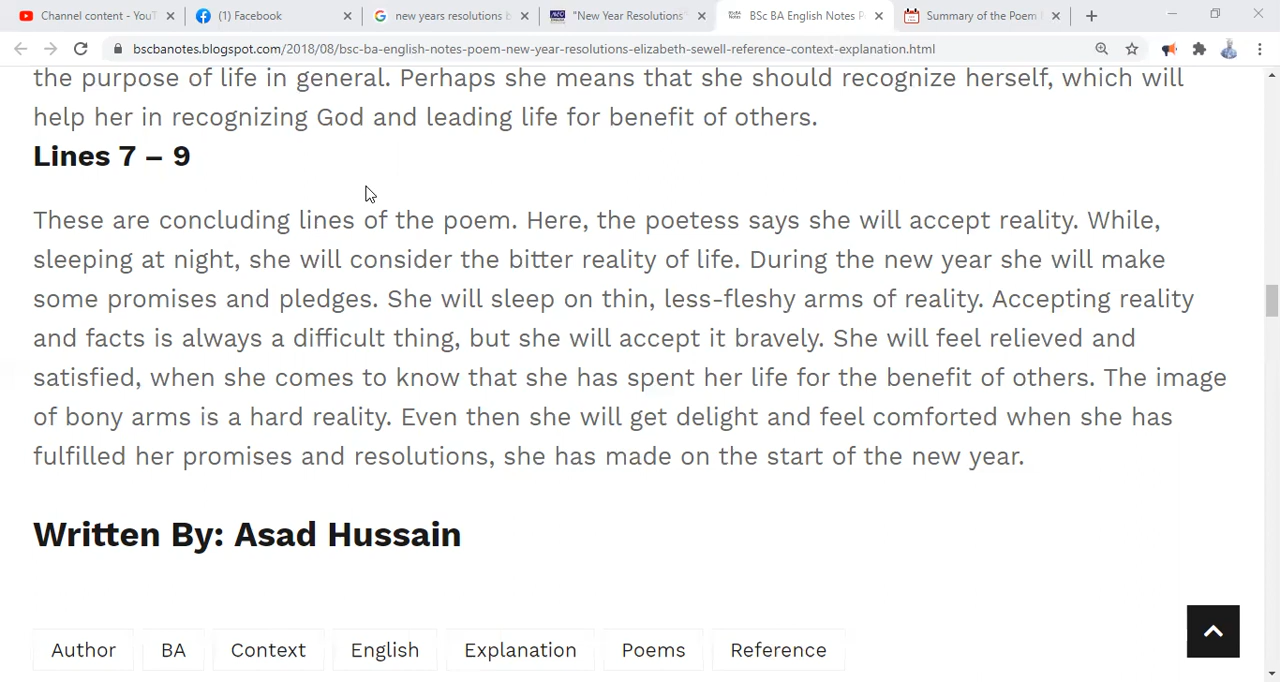 Channel content - YouT
(1) Facebook
new years resolutions b
"New Year Resolutions"
BSc BA English Notes P
Summary of the Poem
bscbanotes.blogspot.com/2018/08/bsc-ba-english-notes-poem-new-year-resolutions-elizabeth-sewell-reference-context-explanation.html
the purpose of life in general. Perhaps she means that she should recognize herself, which will
help her in recognizing God and leading life for benefit of others.
Lines 7 – 9
These are concluding lines of the poem. Here, the poetess says she will accept reality. While,
sleeping at night, she will consider the bitter reality of life. During the new year she will make
some promises and pledges. She will sleep on thin, less-fleshy arms of reality. Accepting reality
and facts is always a difficult thing, but she will accept it bravely. She will feel relieved and
satisfied, when she comes to know that she has spent her life for the benefit of others. The image
of bony arms is a hard reality. Even then she will get delight and feel comforted when she has
fulfilled her promises and resolutions, she has made on the start of the new year.
Written By: Asad Hussain
Author BA Context English Explanation Poems Reference